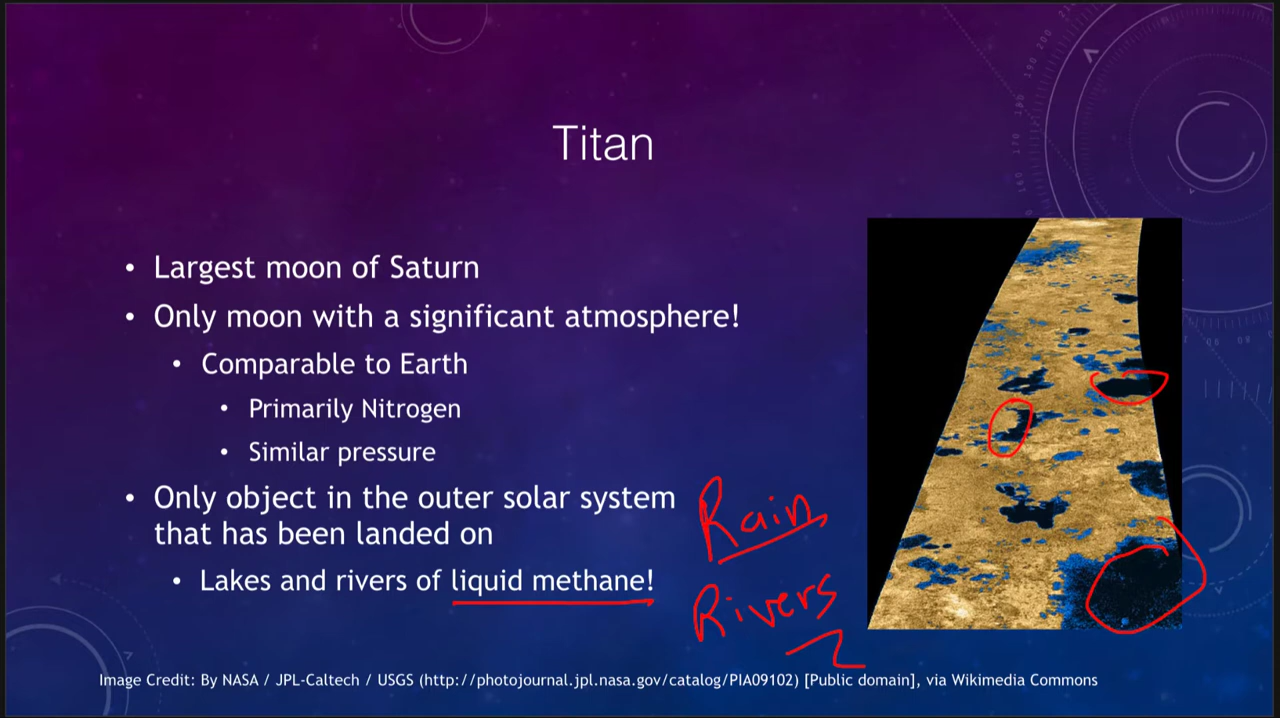 Titan
• Largest moon of Saturn
• Only moon with a significant atmosphere!
• Comparable to Earth
• Primarily Nitrogen
• Similar pressure
• Only object in the outer solar system
that has been landed on
• Lakes and rivers of liquid methane!
Rain
Rivers
Image Credit: By NASA / JPL-Caltech / USGS (http://photojournal.jpl.nasa.gov/catalog/PIA09102) [Public domain], via Wikimedia Commons